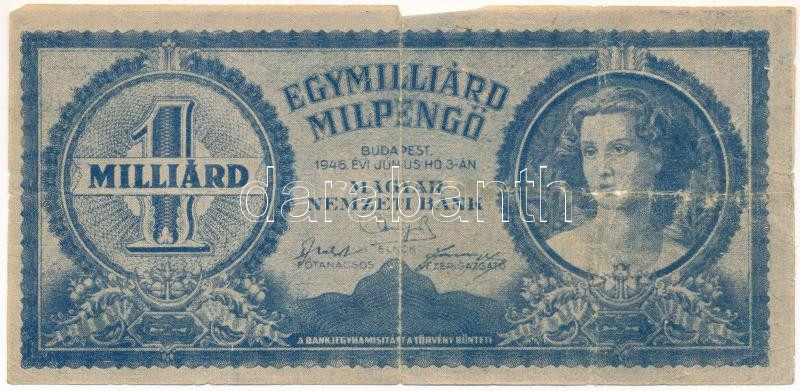 EGYMILLIÁRD
MILPENGŐ
BUDAPEST,
1946. ÉVI JÚNIUS HÓ 3-ÁN
MAGYAR
NEMZETI BANK
1
MILLIÁRD
darabanth
ELNÖK
FŐTANÁCSOS VEZÉRIGAZGATÓ
A BANKJEGYHAMISÍTÁST A TÖRVÉNY BÜNTETI